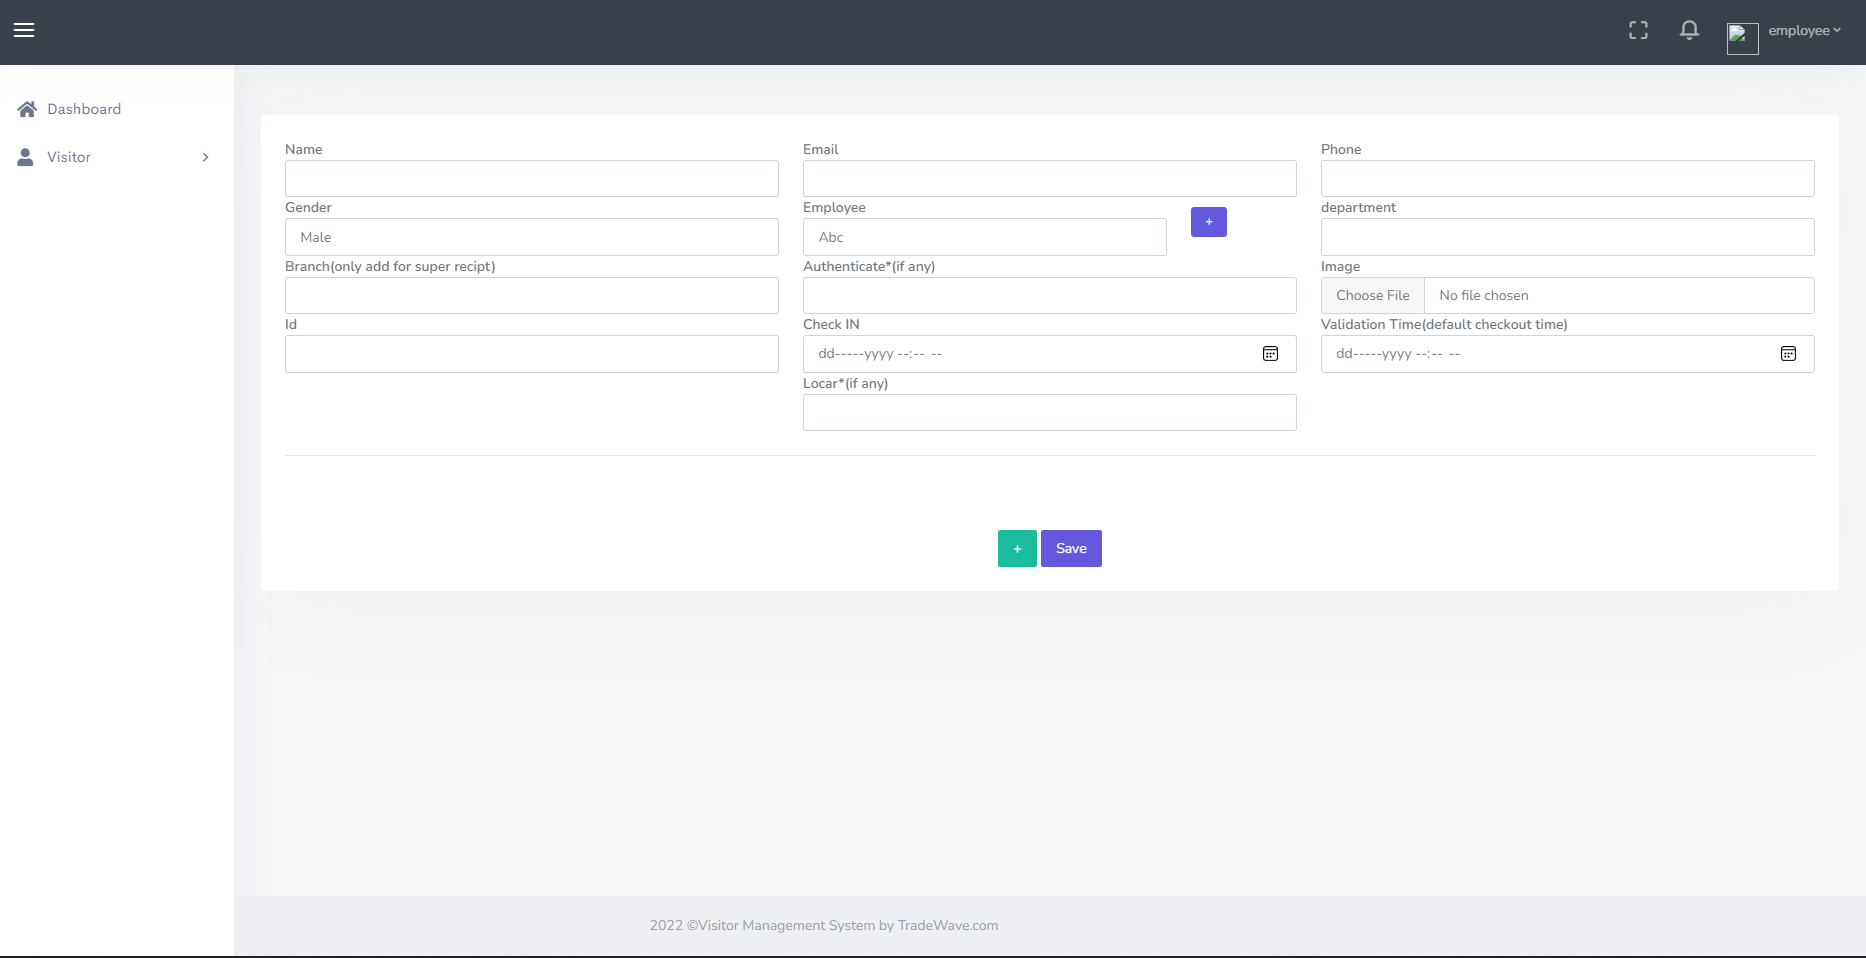 employee
Dashboard
Visitor
Name
Email
Phone
Gender
Employee
+
department
Male
Abc
Branch(only add for super recipt)
Authenticate*(if any)
Image
Choose File
No file chosen
Id
Check IN
Validation Time(default checkout time)
dd-----yyyy --:-- --
dd-----yyyy --:-- --
Locar*(if any)
+
Save
2022 ©Visitor Management System by TradeWave.com